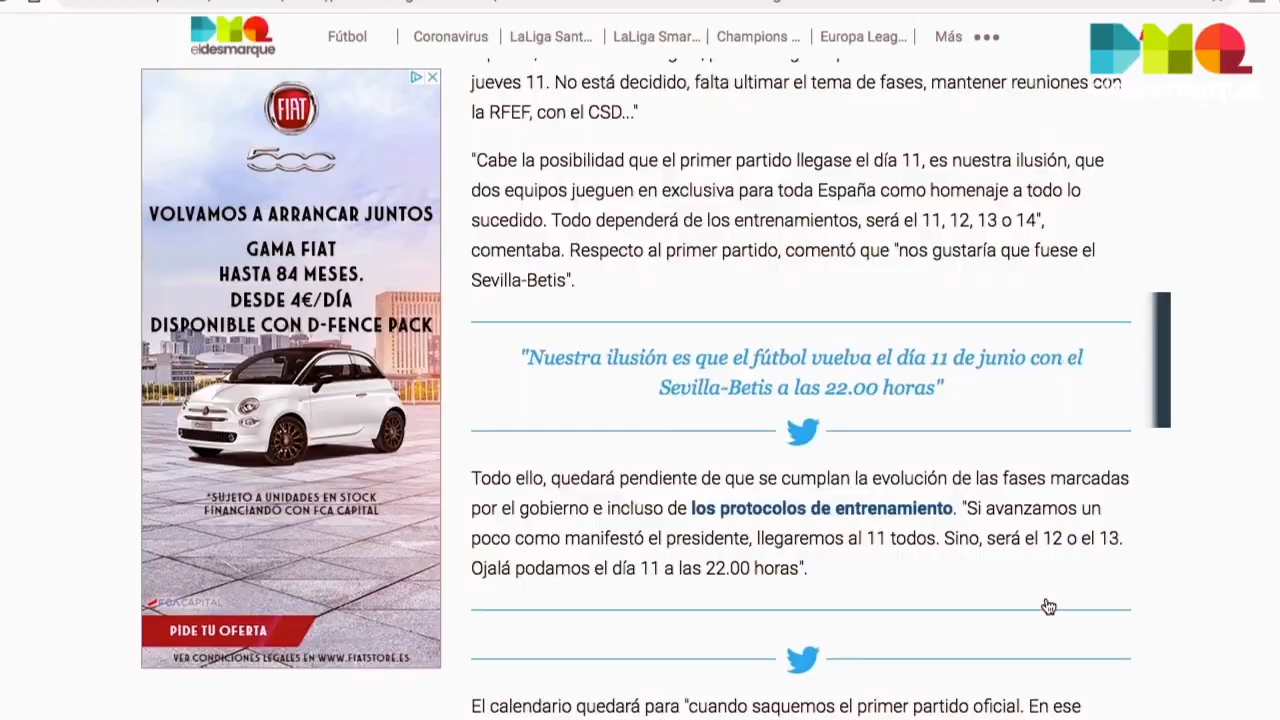 DMQ
eldesmarque
Fútbol
Coronavirus
LaLiga Sant...
LaLiga Smar...
Champions ...
Europa Leag...
Más
DMQ
FIAT
500
VOLVAMOS A ARRANCAR JUNTOS
GAMA FIAT
HASTA 84 MESES.
DESDE 4€/DÍA
DISPONIBLE CON D-FENCE PACK
*SUJETO A UNIDADES EN STOCK
FINANCIANDO CON FCA CAPITAL
FCA CAPITAL
PIDE TU OFERTA
VER CONDICIONES LEGALES EN WWW.FIATSTORE.ES
jueves 11. No está decidido, falta ultimar el tema de fases, mantener reuniones con
la RFEF, con el CSD..."
"Cabe la posibilidad que el primer partido llegase el día 11, es nuestra ilusión, que
dos equipos jueguen en exclusiva para toda España como homenaje a todo lo
sucedido. Todo dependerá de los entrenamientos, será el 11, 12, 13 o 14",
comentaba. Respecto al primer partido, comentó que "nos gustaría que fuese el
Sevilla-Betis".
"Nuestra ilusión es que el fútbol vuelva el día 11 de junio con el
Sevilla-Betis a las 22.00 horas"
Todo ello, quedará pendiente de que se cumplan la evolución de las fases marcadas
por el gobierno e incluso de los protocolos de entrenamiento. "Si avanzamos un
poco como manifestó el presidente, llegaremos al 11 todos. Sino, será el 12 o el 13.
Ojalá podamos el día 11 a las 22.00 horas".
El calendario quedará para "cuando saquemos el primer partido oficial. En ese